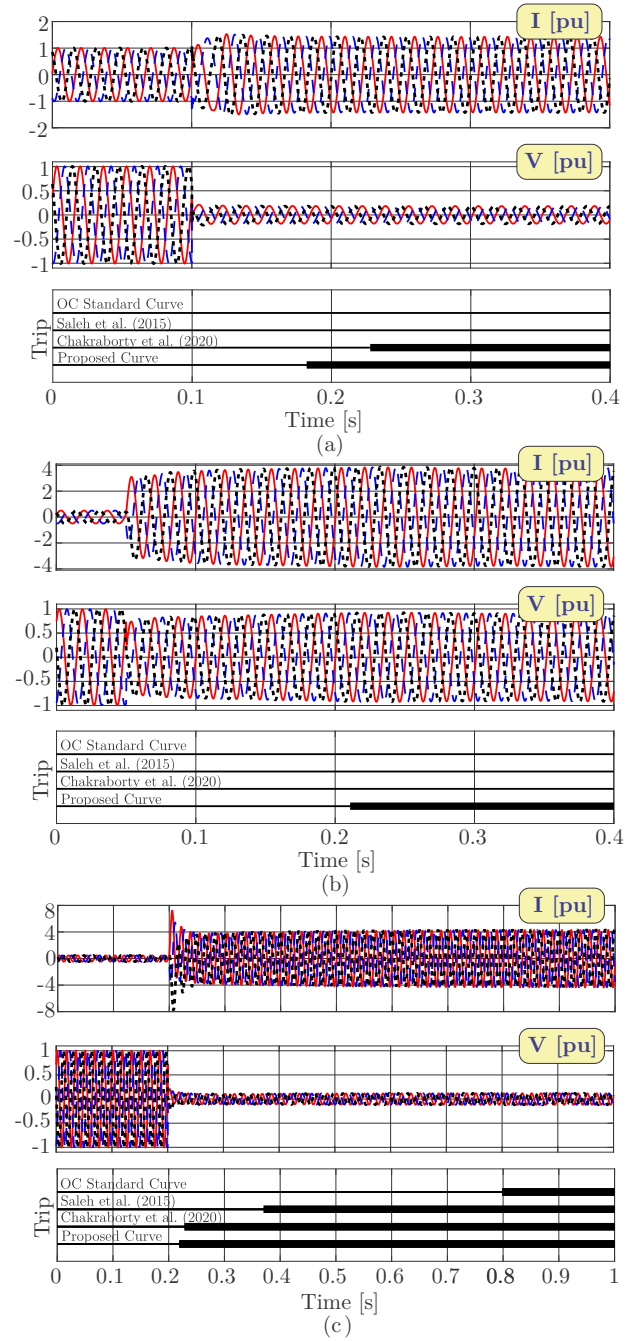 I [pu]
2
1
0
-1
-2
V [pu]
1
0.5
0
-0.5
-1
Trip
OC Standard Curve
Saleh et al. (2015)
Chakraborty et al. (2020)
Proposed Curve
0 0.1 0.2 0.3 0.4
Time [s]
(a)
I [pu]
4
2
0
-2
-4
V [pu]
1
0.5
0
-0.5
-1
Trip
OC Standard Curve
Saleh et al. (2015)
Chakraborty et al. (2020)
Proposed Curve
0 0.1 0.2 0.3 0.4
Time [s]
(b)
I [pu]
8
4
0
-4
-8
V [pu]
1
0.5
0
-0.5
-1
Trip
OC Standard Curve
Saleh et al. (2015)
Chakraborty et al. (2020)
Proposed Curve
0 0.1 0.2 0.3 0.4 0.5 0.6 0.7 0.8 0.9 1
Time [s]
(c)